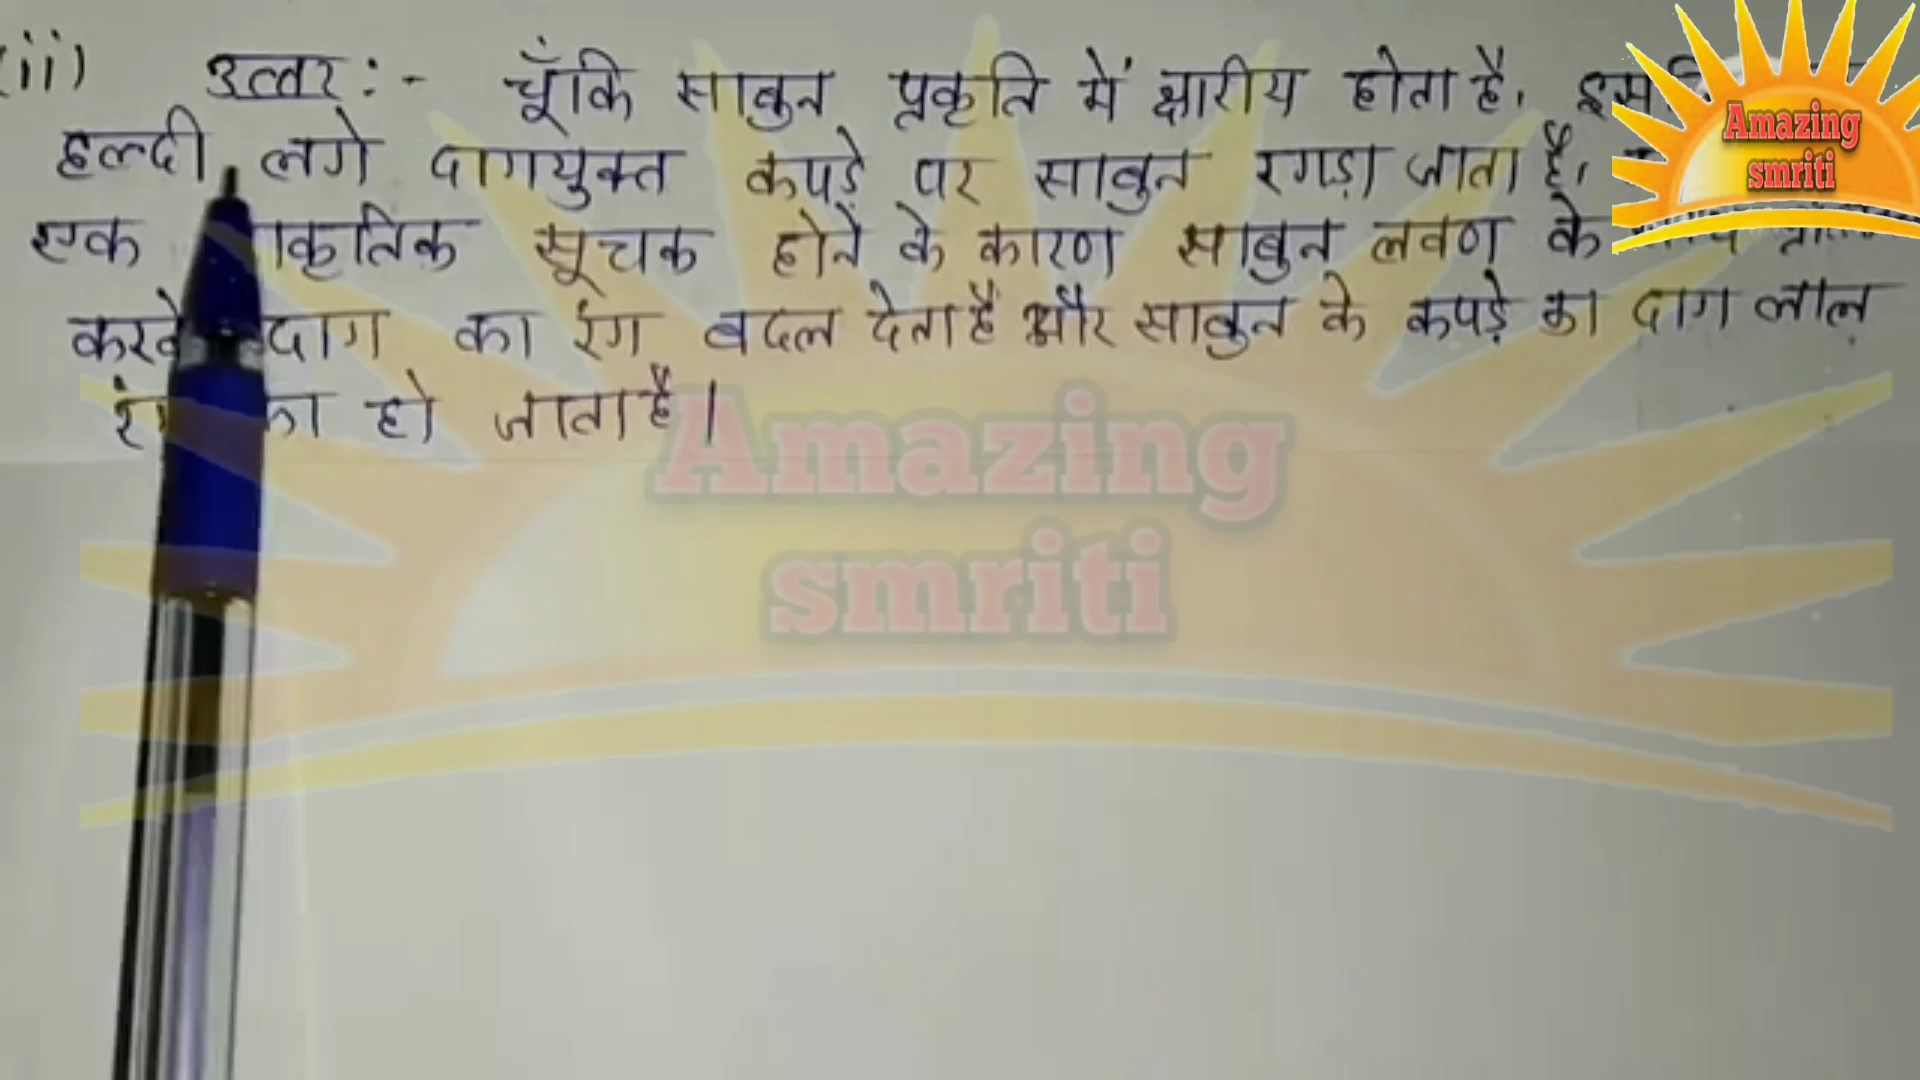 (ii) उत्तर :- चूँकि साबुन प्रकृति में क्षारीय होता है,
हल्दी लगे दागयुक्त कपड़े पर साबुन रगड़ा जाता है,
एक सूचक होने के कारण साबुन लवण के
दाग का रंग बदल देता है और साबुन के कपड़े का दाग लाल
हो जाता है।
Amazing
smriti
Amazing
smriti